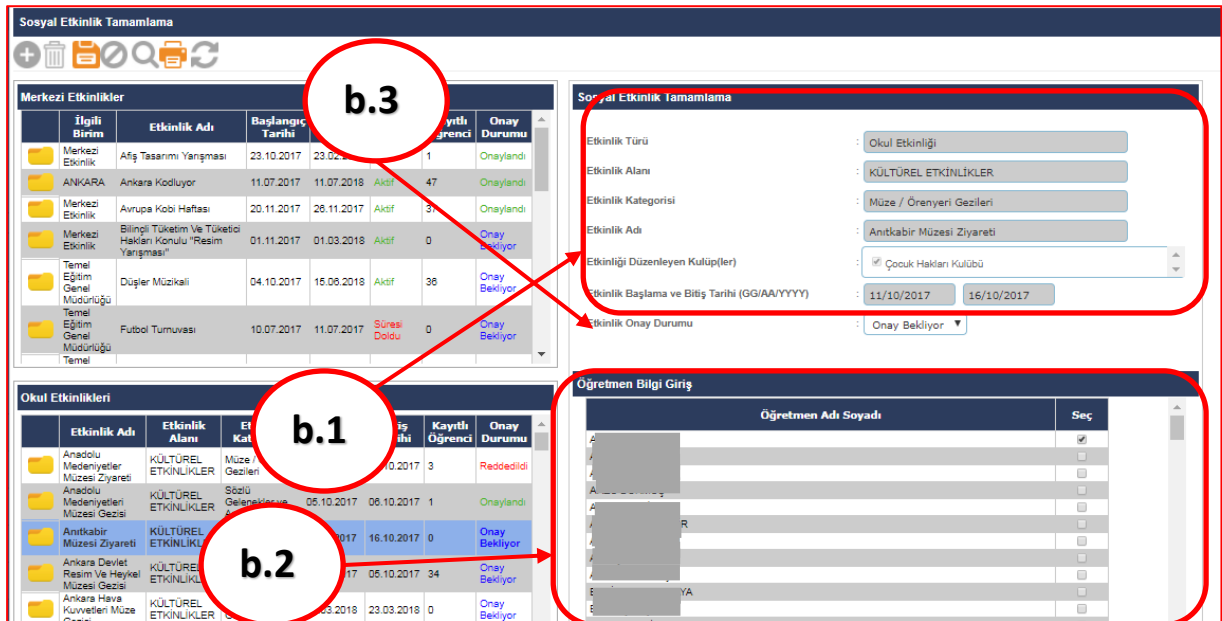 Sosyal Etkinlik Tamamlama
Merkezi Etkinlikler
İlgili Birim Etkinlik Adı Başlangıç Tarihi Onay Durumu
Merkezi Etkinlik Afiş Tasarımı Yarışması 23.10.2017 1 Onaylandı
ANKARA Ankara Kodluyor 11.07.2017 11.07.2018 Aktif 47 Onaylandı
Merkezi Etkinlik Avrupa Kobi Haftası 20.11.2017 26.11.2017 Aktif Onaylandı
Merkezi Etkinlik Bilinçli Tüketim Ve Tüketici Hakları Konulu "Resim Yarışması" 01.11.2017 01.03.2018 Aktif 0 Onay Bekliyor
Temel Eğitim Genel Müdürlüğü Düşler Müzikali 04.10.2017 15.06.2018 Aktif 36 Onay Bekliyor
Temel Eğitim Genel Müdürlüğü Futbol Turnuvası 10.07.2017 11.07.2017 Süresi Doldu 0 Onay Bekliyor
Temel
b.3
b.1
b.2
Okul Etkinlikleri
Etkinlik Adı Etkinlik Alanı Kayıtlı Öğrenci Onay Durumu
Anadolu Medeniyetler Müzesi Ziyareti KÜLTÜREL ETKİNLİKLER Müze / Gezileri 3 Reddedildi
Anadolu Medeniyetleri Müzesi Gezisi KÜLTÜREL ETKİNLİKLER Sözlü Gelenekler ve 05.10.2017 06.10.2017 1 Onaylandı
Anıtkabir Müzesi Ziyareti KÜLTÜREL 16.10.2017 0 Onay Bekliyor
Ankara Devlet Resim Ve Heykel Müzesi Gezisi KÜLTÜREL 05.10.2017 34 Onay Bekliyor
Ankara Hava Kuvvetleri Müze KÜLTÜREL ETKİNLİKLER 23.03.2018 0 Onay Bekliyor
Sosyal Etkinlik Tamamlama
Etkinlik Türü : Okul Etkinliği
Etkinlik Alanı : KÜLTÜREL ETKİNLİKLER
Etkinlik Kategorisi : Müze / Örenyeri Gezileri
Etkinlik Adı : Anıtkabir Müzesi Ziyareti
Etkinliği Düzenleyen Kulüp(ler) : Çocuk Hakları Kulübü
Etkinlik Başlama ve Bitiş Tarihi (GG/AA/YYYY) : 11/10/2017 16/10/2017
Etkinlik Onay Durumu : Onay Bekliyor
Öğretmen Bilgi Giriş
Öğretmen Adı Soyadı Seç